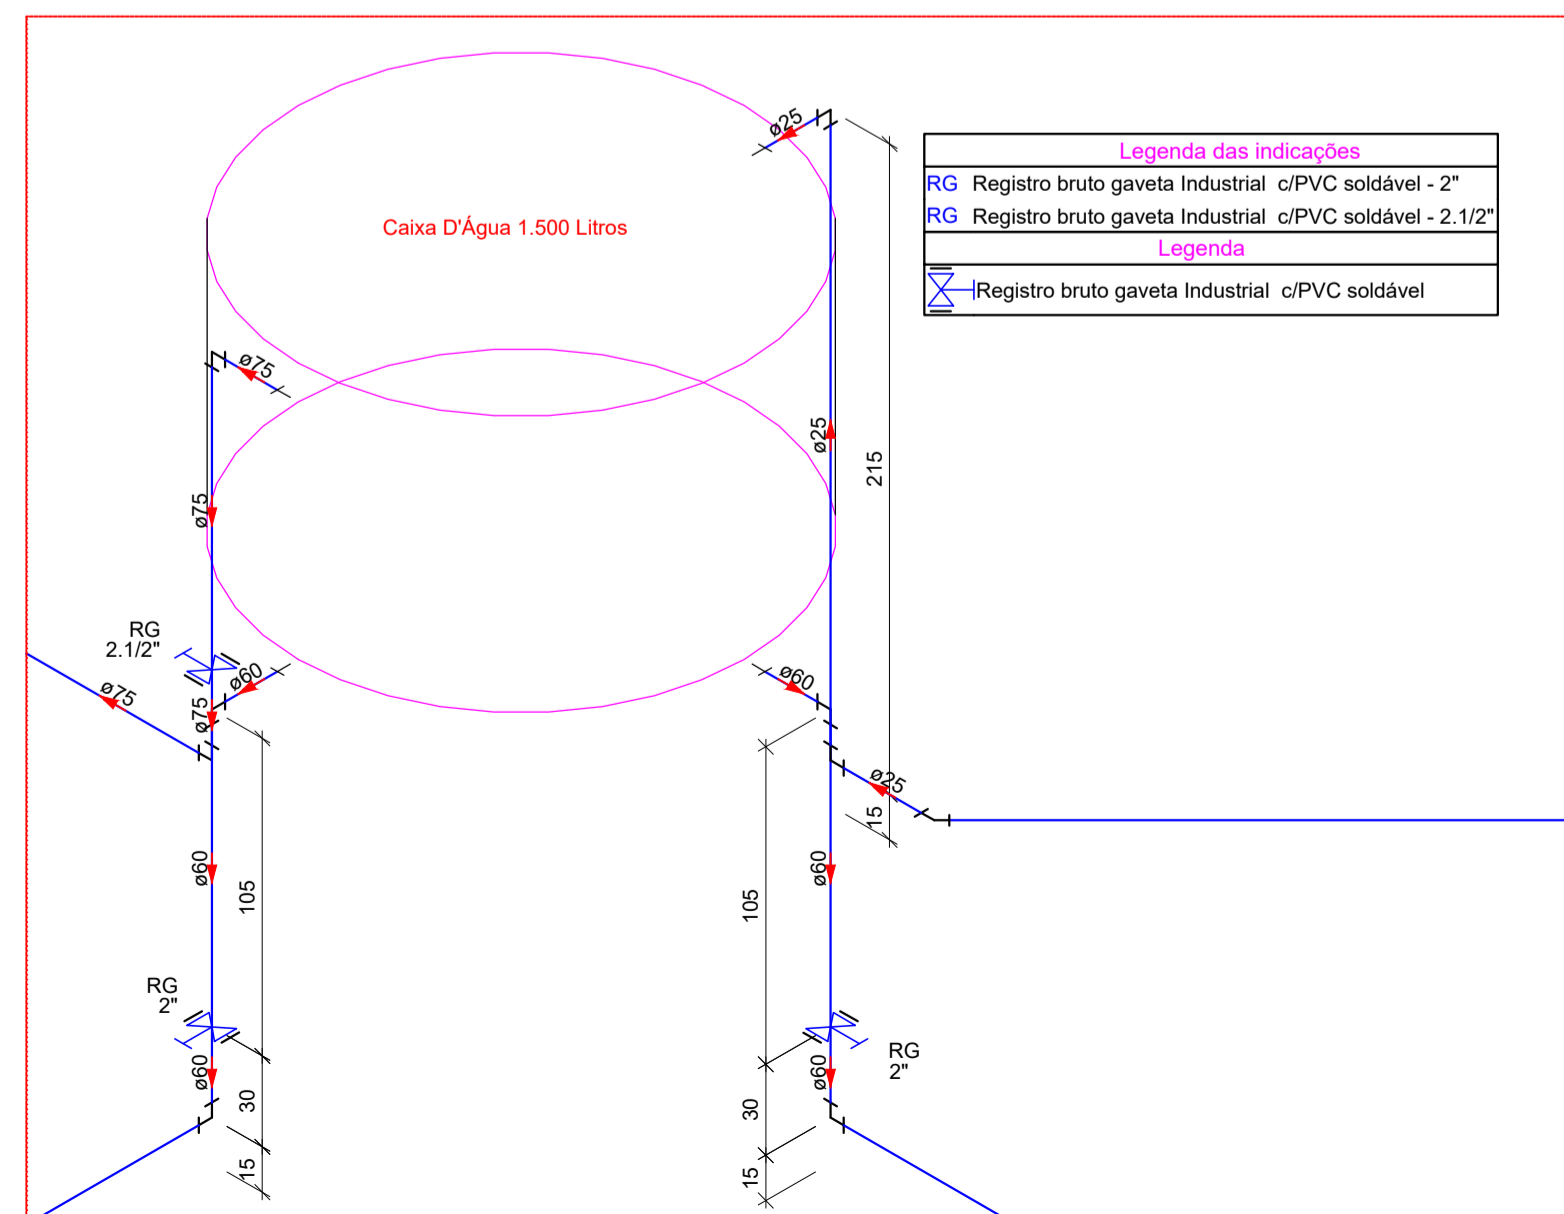 ø25
Legenda das indicações
RG Registro bruto gaveta Industrial c/PVC soldável - 2"
RG Registro bruto gaveta Industrial c/PVC soldável - 2.1/2"
Legenda
Registro bruto gaveta Industrial c/PVC soldável
Caixa D'Água 1.500 Litros
ø75
ø25
215
ø75
RG
2.1/2"
ø60
ø60
ø75
ø75
ø25
15
ø60
105
ø60
105
RG
2"
RG
2"
ø60
30
ø60
30
15
15